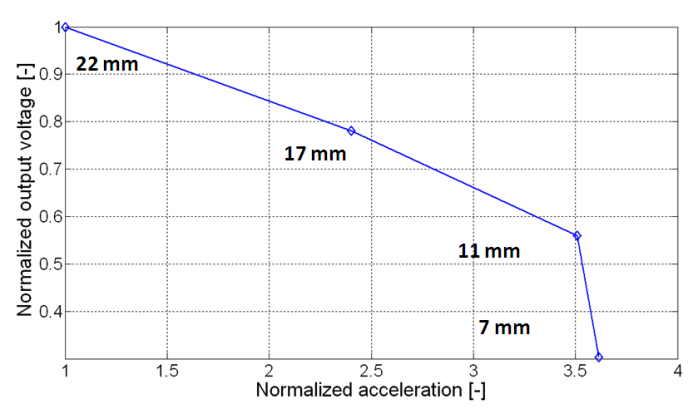 1
22 mm
0.9
0.8
17 mm
0.7
0.6
11 mm
0.5
0.4
7 mm
Normalized output voltage [-]
1 1.5 2 2.5 3 3.5 4
Normalized acceleration [-]